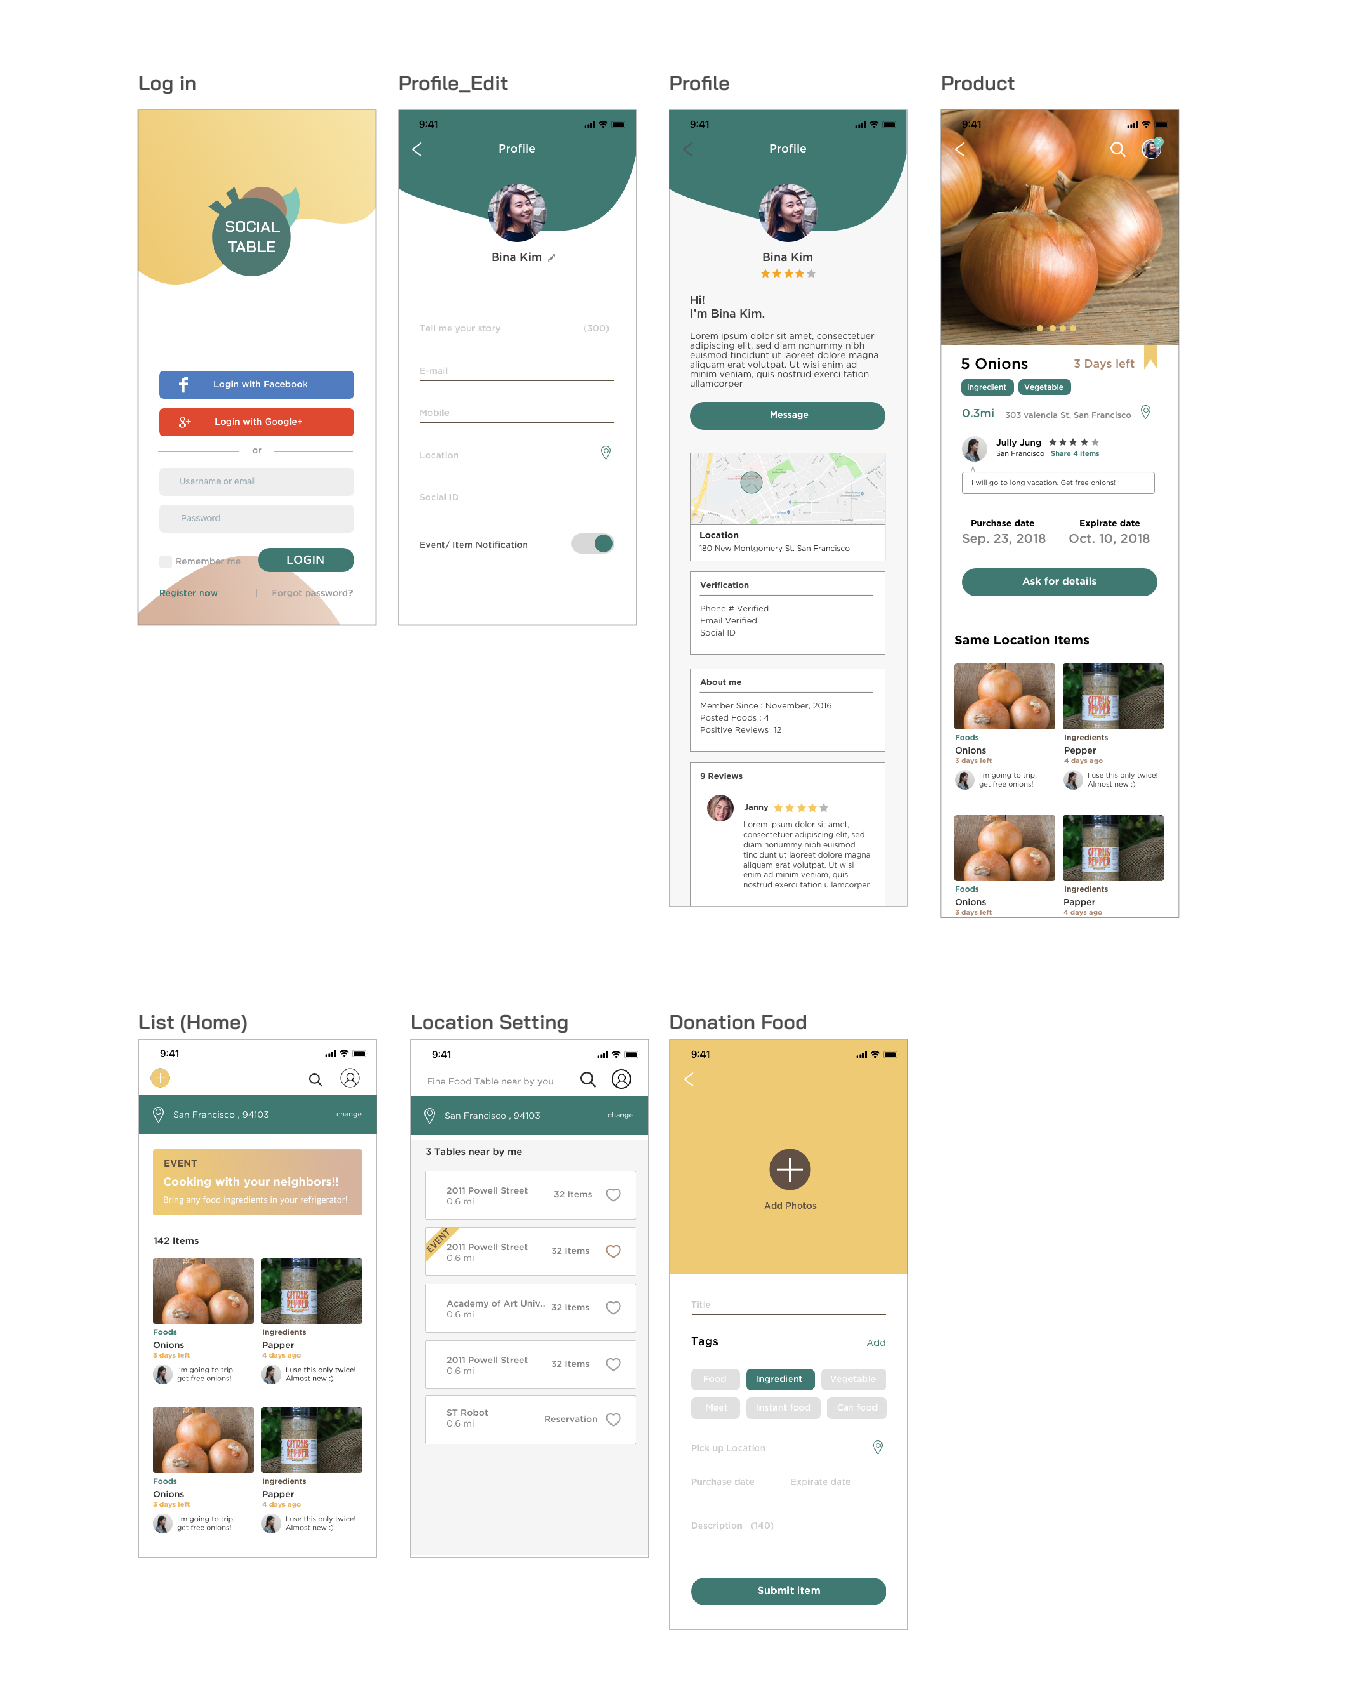 Log in
SOCIAL
TABLE
Login with Facebook
g+ Login with Google+
or
Username or email
Password
Remember me
LOGIN
Register now | Forgot password?
Profile_Edit
9:41
Profile
Bina Kim
Tell me your story (300)
E-mail
Mobile
Location
Social ID
Event/ Item Notification
Profile
9:41
Profile
Bina Kim
Hi!
I'm Bina Kim.
Lorem ipsum dolor sit amet, consectetuer
adipiscing elit, sed diam nonummy nibh
euismod tincidunt ut laoreet dolore magna
aliquam erat volutpat. Ut wisi enim ad
minim veniam, quis nostrud exerci tation
ullamcorper
Message
Location
180 New Montgomery St. San Francisco
Verification
Phone # Verified
Email Verified
Social ID
About me
Member Since : November, 2016
Posted Foods : 4
Positive Reviews 12
9 Reviews
Janny
Lorem ipsum dolor sit amet,
consectetuer adipiscing elit, sed
diam nonummy nibh euismod
tincidunt ut laoreet dolore magna
aliquam erat volutpat. Ut wisi
enim ad minim veniam, quis
nostrud exerci tation ullamcorper
Product
9:41
5 Onions
3 Days left
Ingredient
Vegetable
0.3mi 303 valencia St. San Francisco
Jully Jung
San Francisco Share 4 items
I will go to long vacation. Get free onions!
Purchase date Expirate date
Sep. 23, 2018 Oct. 10, 2018
Ask for details
Same Location Items
CITRUS
PEPPER
Foods Ingredients
Onions Pepper
3 days left 4 days ago
I'm going to trip I use this only twice!
get free onions! Almost new :)
CITRUS
PEPPER
Foods Ingredients
Onions Papper
3 days left 4 days ago
List (Home)
9:41
San Francisco , 94103 change
EVENT
Cooking with your neighbors!!
Bring any food ingredients in your refrigerator!
142 Items
CITRUS
PEPPER
Foods Ingredients
Onions Papper
3 days left 4 days ago
I'm going to trip I use this only twice!
get free onions! Almost new :)
CITRUS
PEPPER
Foods Ingredients
Onions Papper
3 days left 4 days ago
I'm going to trip I use this only twice!
get free onions! Almost new :)
Location Setting
9:41
Fine Food Table near by you
San Francisco , 94103 change
3 Tables near by me
2011 Powell Street 32 Items
0.6 mi
EVENT
2011 Powell Street 32 Items
0.6 mi
Academy of Art Univ.. 32 Items
0.6 mi
2011 Powell Street 32 Items
0.6 mi
ST Robot Reservation
0.6 mi
Donation Food
9:41
Add Photos
Title
Tags Add
Food Ingredient Vegetable
Meet Instant food Can food
Pick up Location
Purchase date Expirate date
Description (140)
Submit item